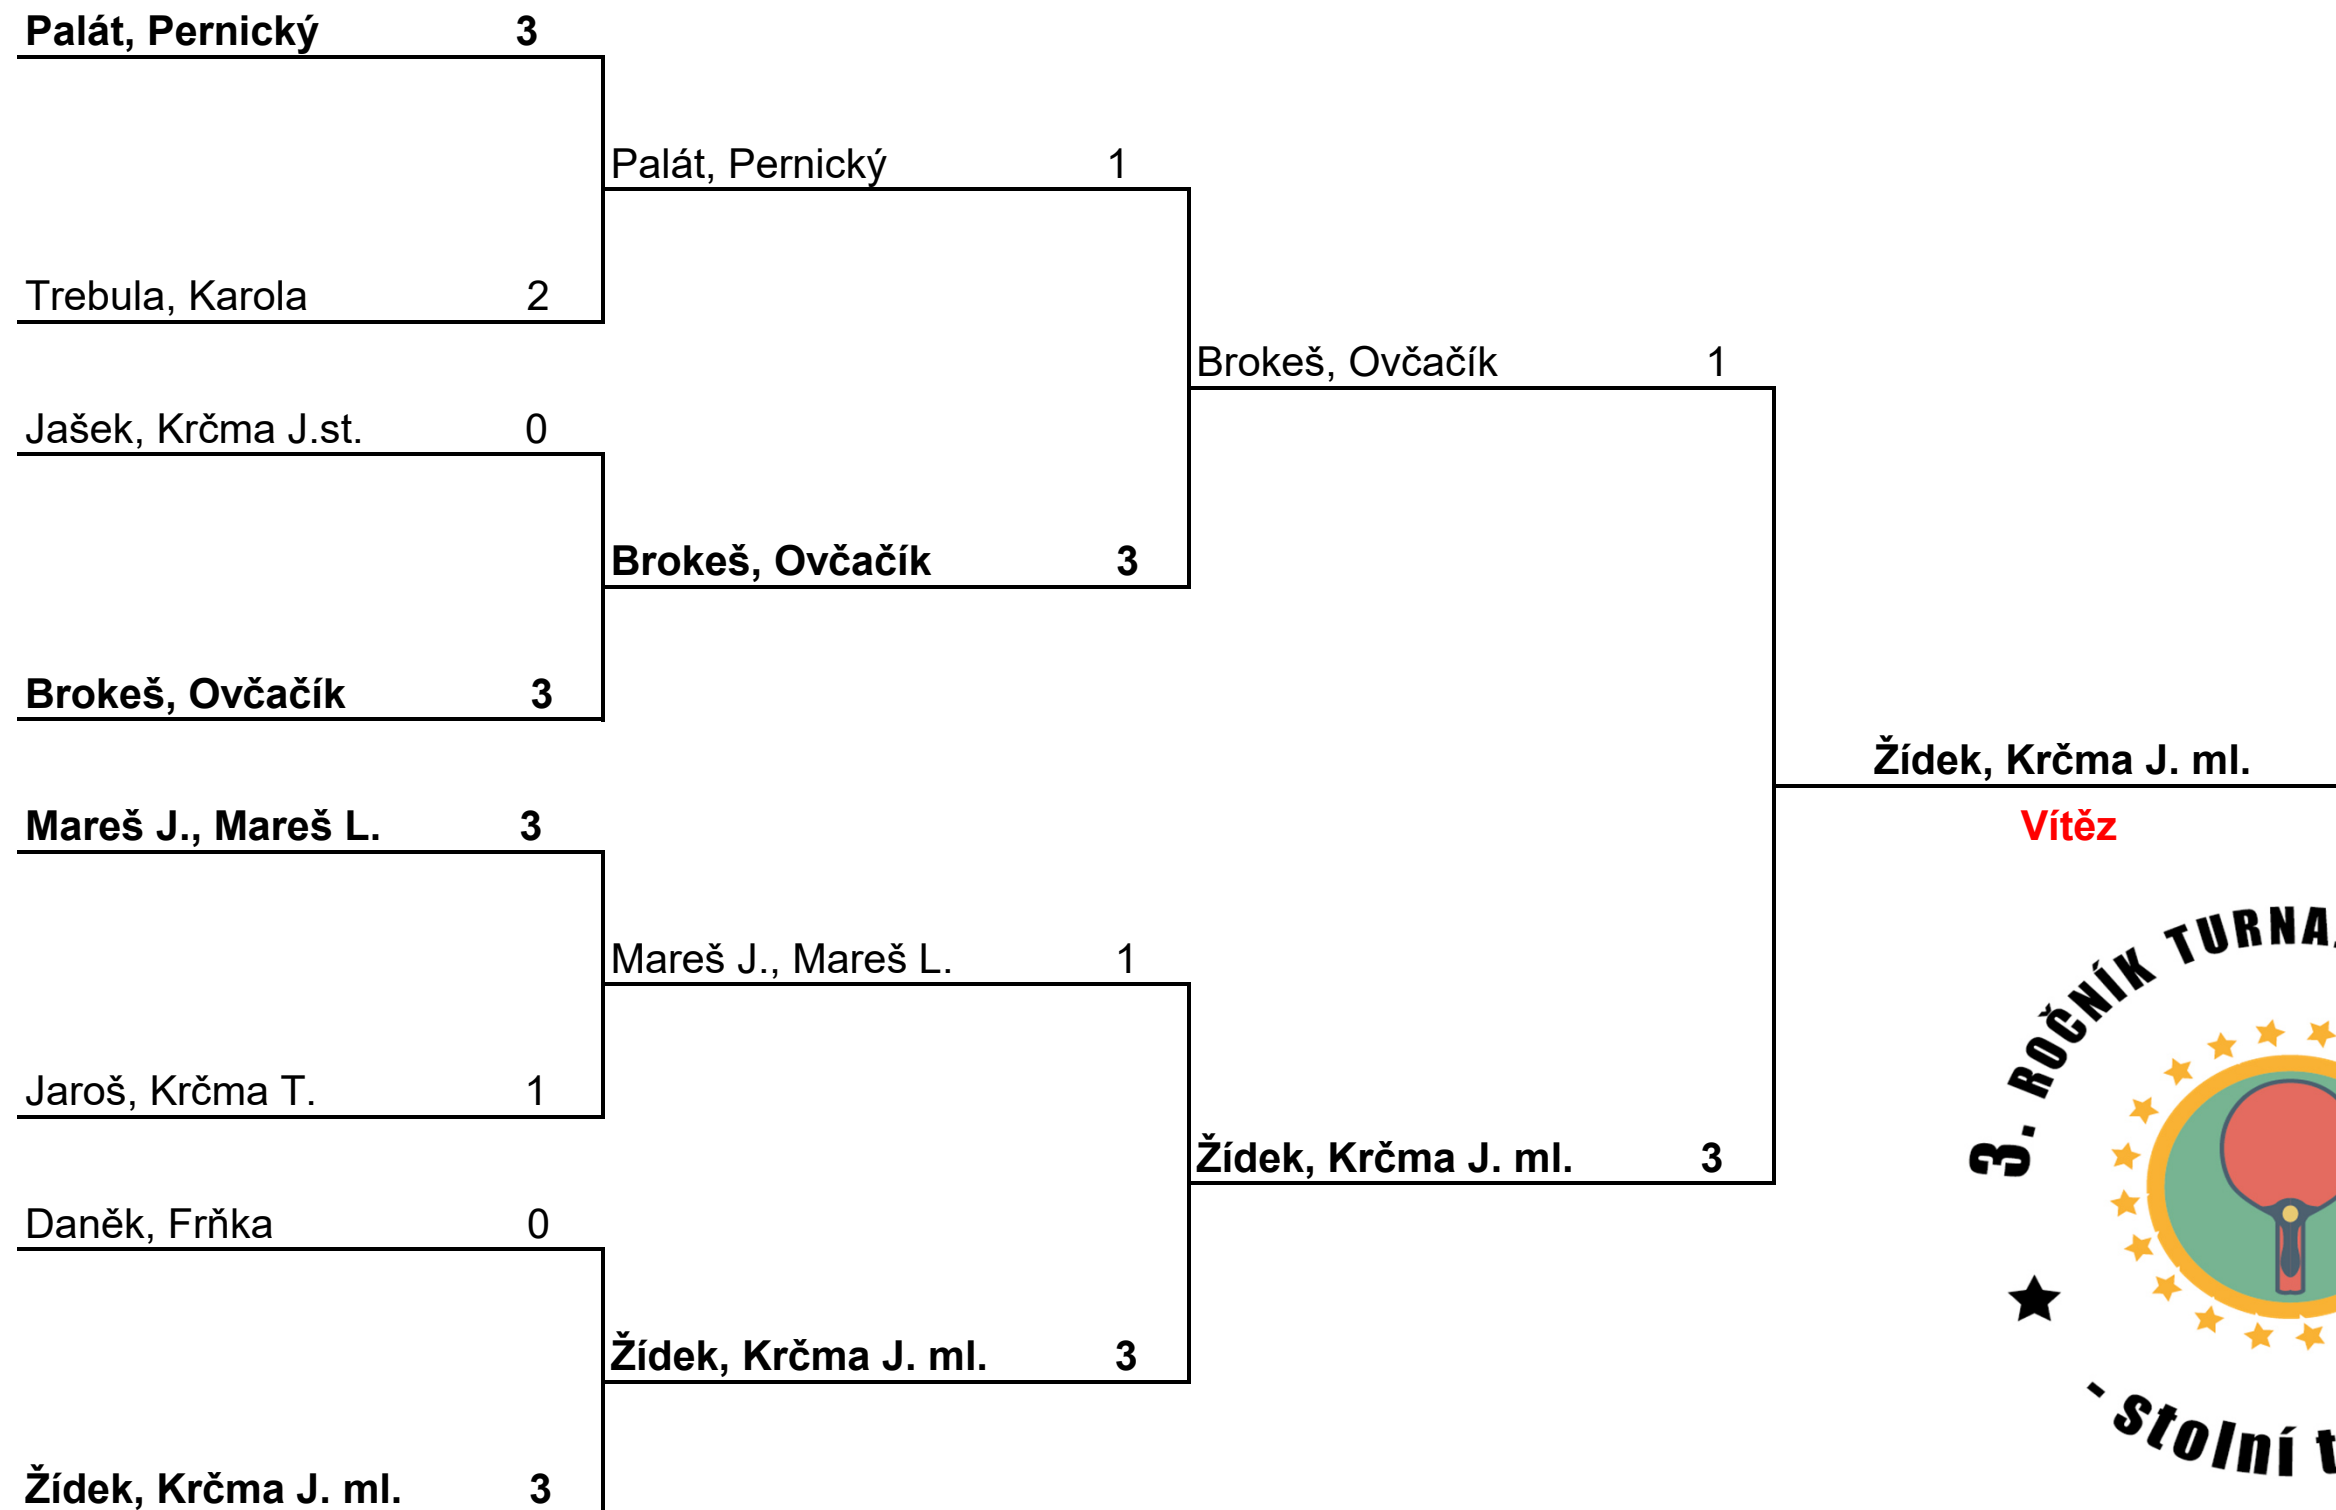 Palát, Pernický 3
Palát, Pernický 1
Trebula, Karola 2
Brokeš, Ovčačík 1
Jašek, Krčma J.st. 0
Brokeš, Ovčačík 3
Brokeš, Ovčačík 3
Žídek, Krčma J. ml.
Mareš J., Mareš L. 3
Vítěz
Mareš J., Mareš L. 1
Jaroš, Krčma T. 1
Žídek, Krčma J. ml. 3
Daněk, Frňka 0
Žídek, Krčma J. ml. 3
Žídek, Krčma J. ml. 3
3. ROČNÍK TURNA
- stolní t